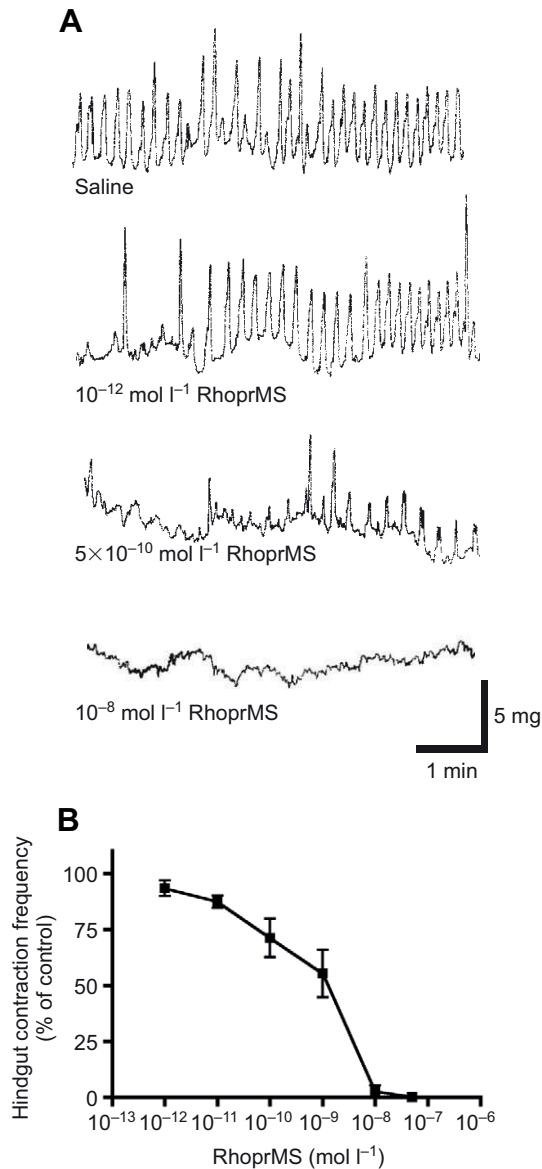 A
Saline
10⁻¹² mol l⁻¹ RhoprMS
5×10⁻¹⁰ mol l⁻¹ RhoprMS
10⁻⁸ mol l⁻¹ RhoprMS
5 mg
1 min
B
Hindgut contraction frequency
(% of control)
100
75
50
25
0
10⁻¹³ 10⁻¹² 10⁻¹¹ 10⁻¹⁰ 10⁻⁹ 10⁻⁸ 10⁻⁷ 10⁻⁶
RhoprMS (mol l⁻¹)